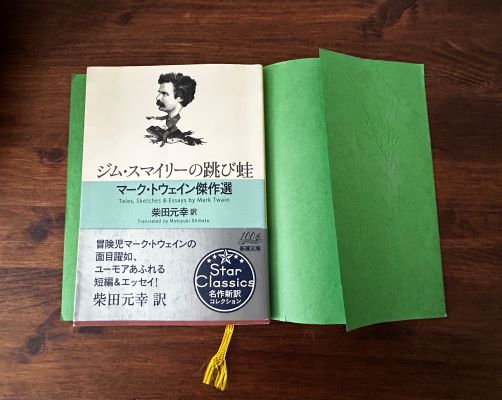 ジム・スマイリーの跳び蛙
マーク・トウェイン傑作選
Tales, Sketches & Essays by Mark Twain
柴田元幸 訳
Translated by Motoyuki Shibata
冒険児マーク・トウェインの
面目躍如、
ユーモアあふれる
短編&エッセイ!
柴田元幸 訳
新潮文庫
Star
Classics
名作新訳
コレクション